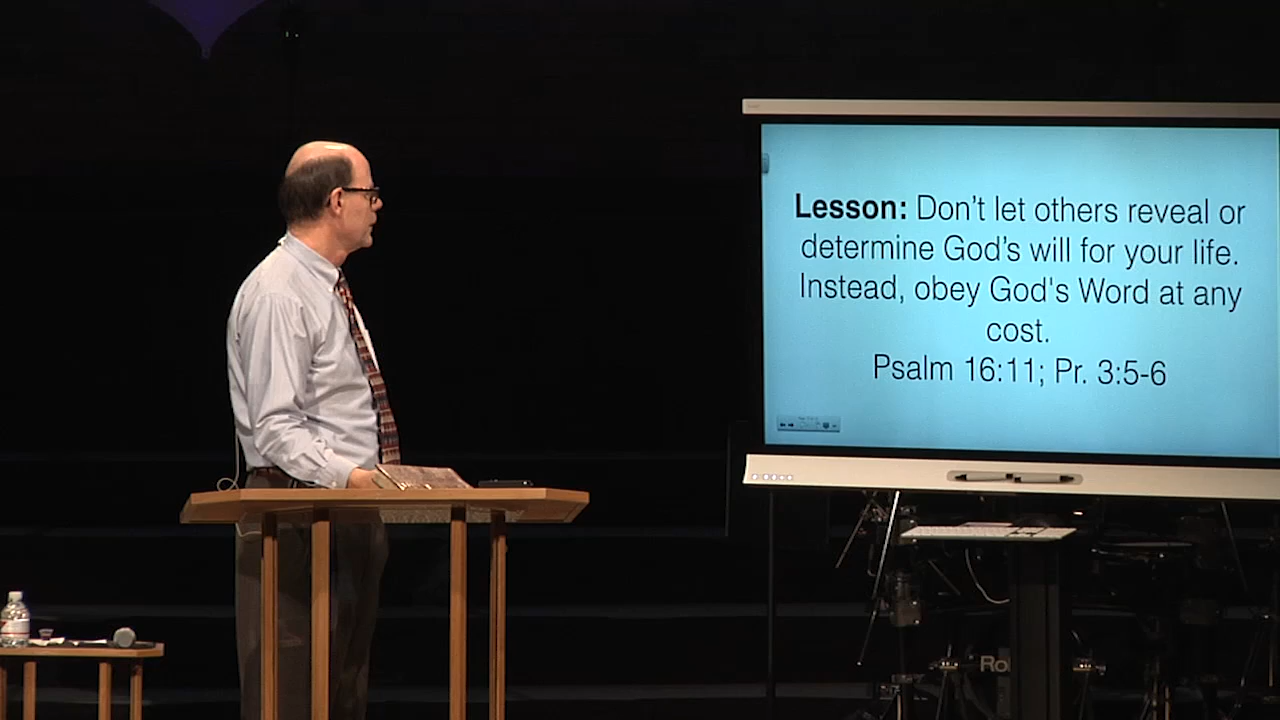 Lesson: Don't let others reveal or
determine God's will for your life.
Instead, obey God's Word at any
cost.
Psalm 16:11; Pr. 3:5-6
Ro